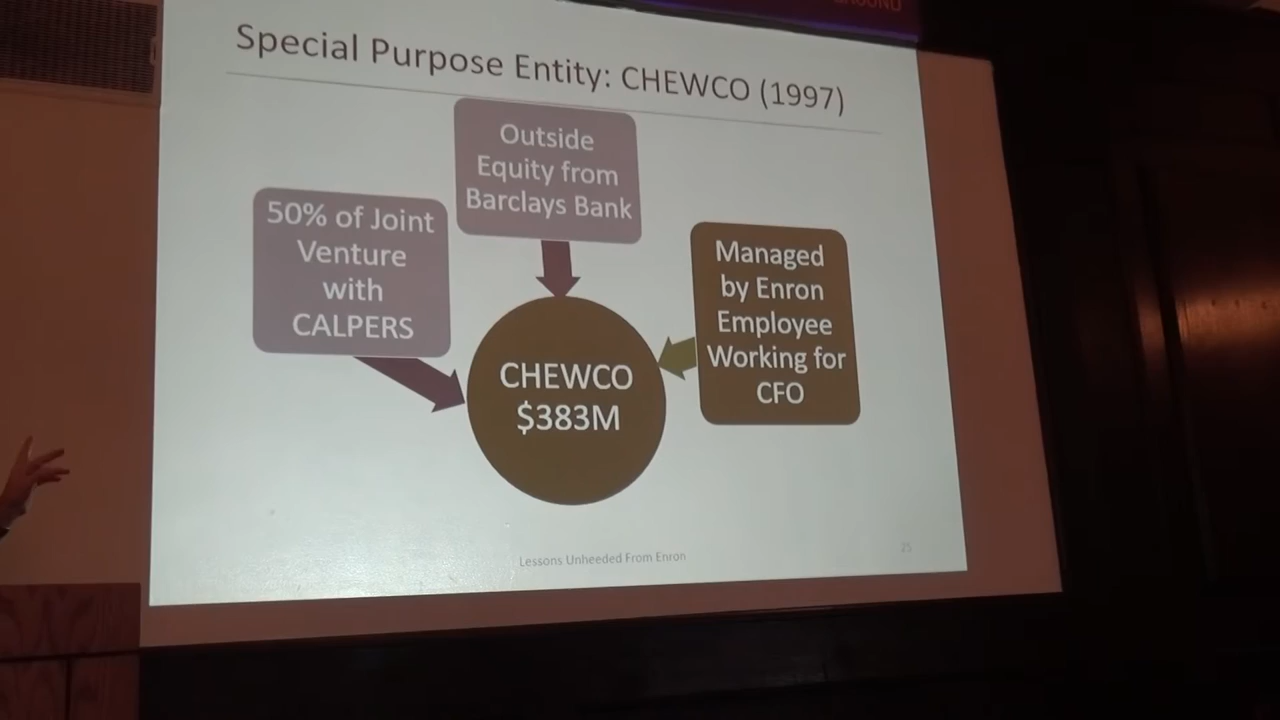 Special Purpose Entity: CHEWCO (1997)
Outside
Equity from
Barclays Bank
50% of Joint
Venture
with
CALPERS
Managed
by Enron
Employee
Working for
CFO
CHEWCO
$383M
Lessons Unheeded From Enron
25